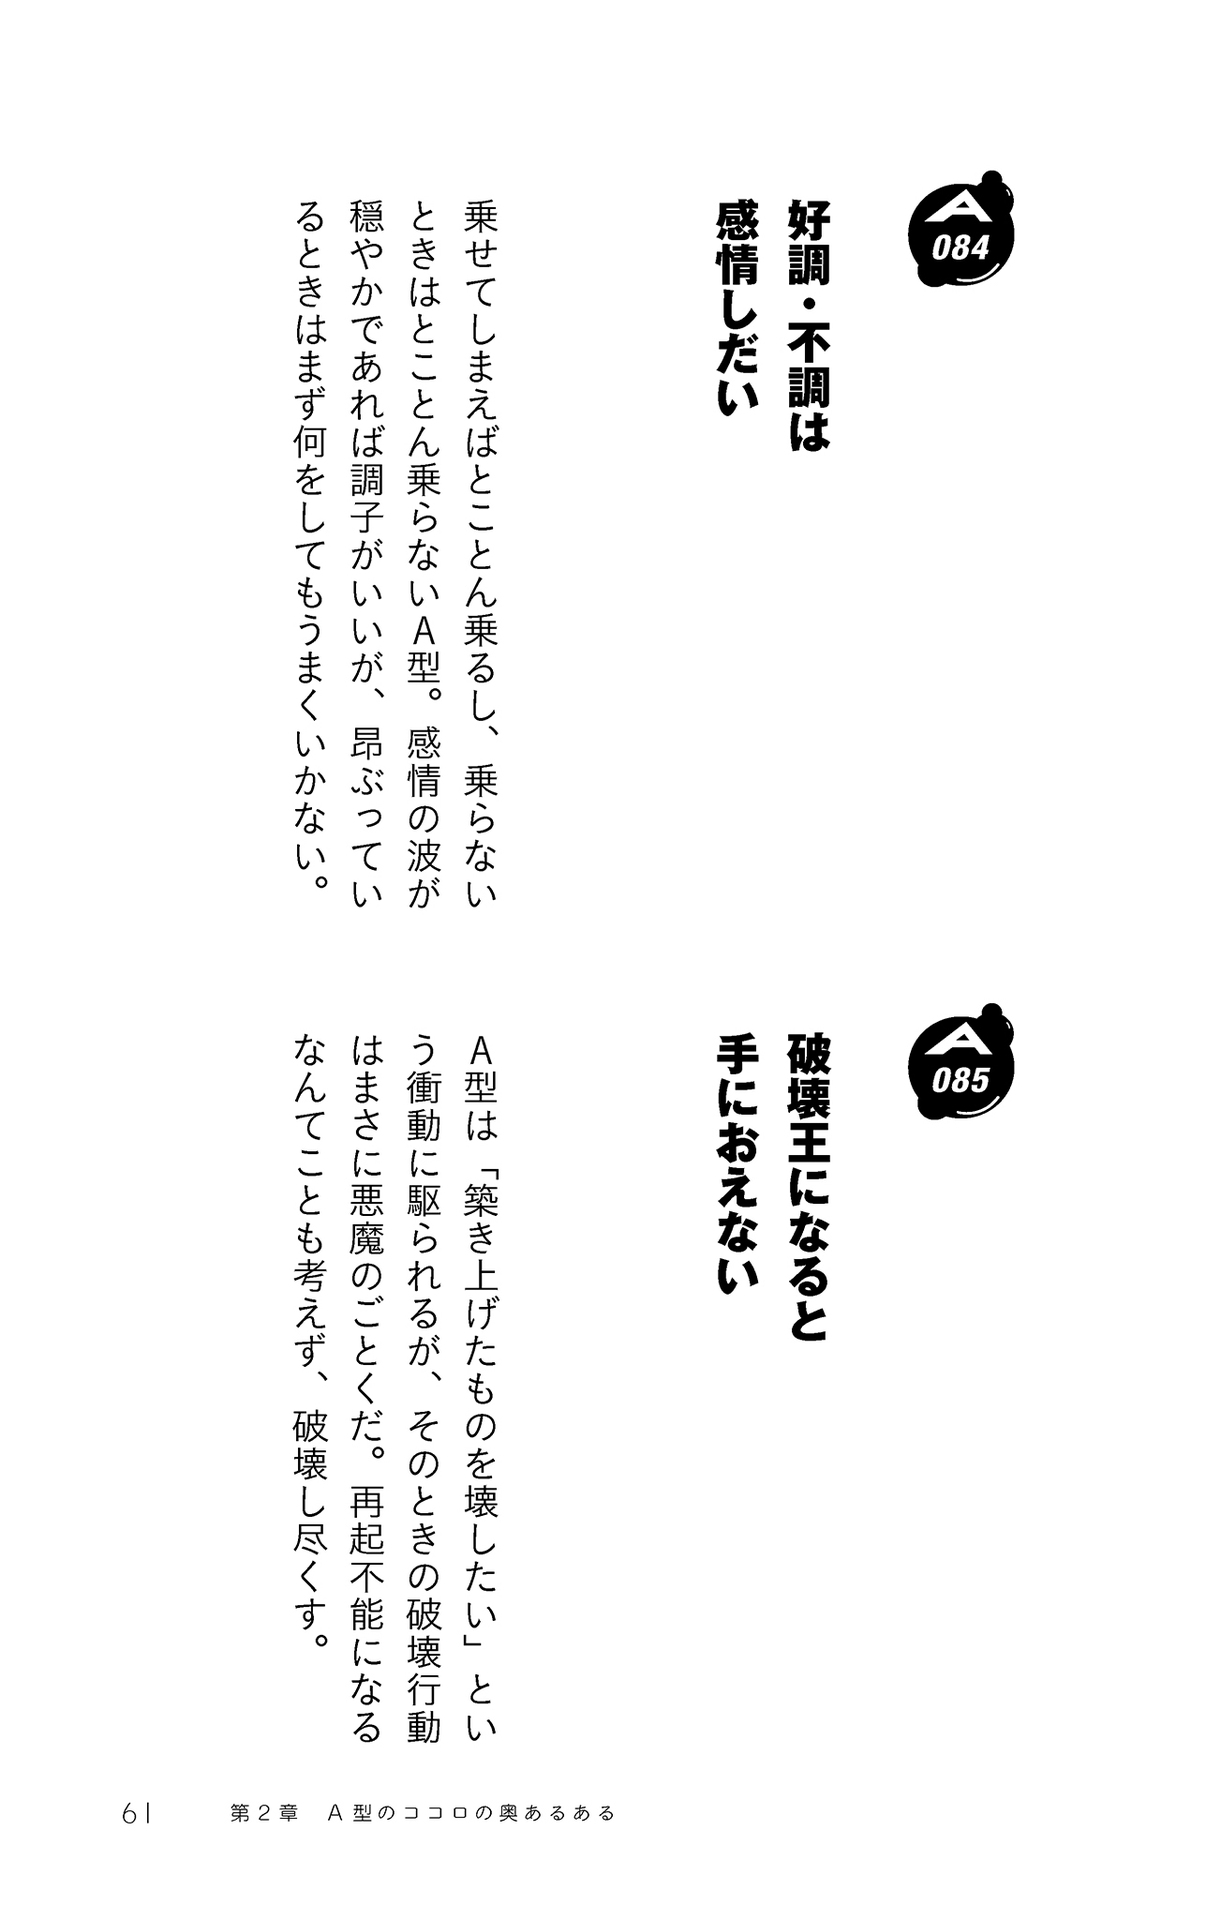 A
084
好調・不調は
感情しだい
乗せてしまえばとことん乗るし、乗らない
ときはとことん乗らないA型。感情の波が
穏やかであれば調子がいいが、昂ぶってい
るときはまず何をしてもうまくいかない。
A
085
破壊王になると
手におえない
A型は「築き上げたものを壊したい」とい
う衝動に駆られるが、そのときの破壊行動
はまさに悪魔のごとくだ。再起不能になる
なんてことも考えず、破壊し尽くす。
61 第2章 A型のココロの奥あるある